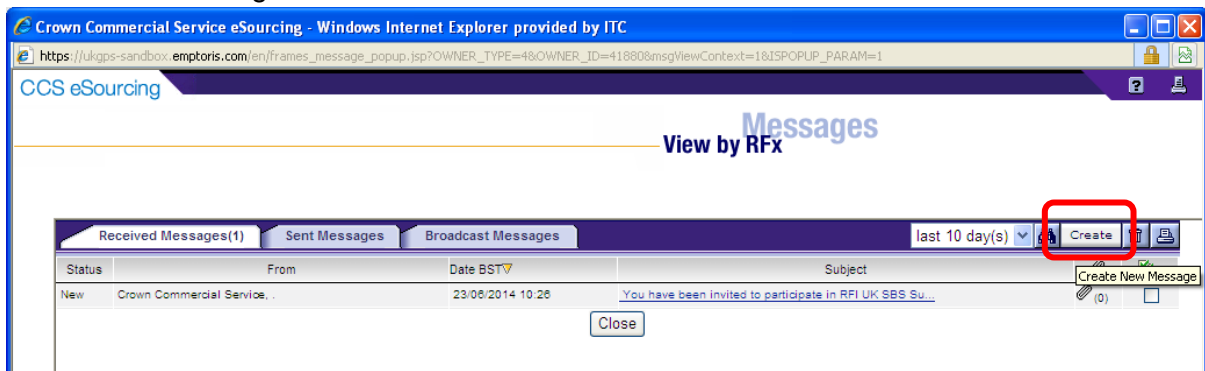 Crown Commercial Service eSourcing - Windows Internet Explorer provided by ITC
https://ukgps-sandbox.emptoris.com/en/frames_message_popup.jsp?OWNER_TYPE=4&OWNER_ID=41880&msgViewContext=1&ISPOPUP_PARAM=1
CCS eSourcing ?
Messages
View by RFx
Received Messages(1) Sent Messages Broadcast Messages last 10 day(s) Create
Status From Date BST Subject
Create New Message
New Crown Commercial Service, . 23/06/2014 10:26 You have been invited to participate in RFI UK SBS Su... (0)
Close